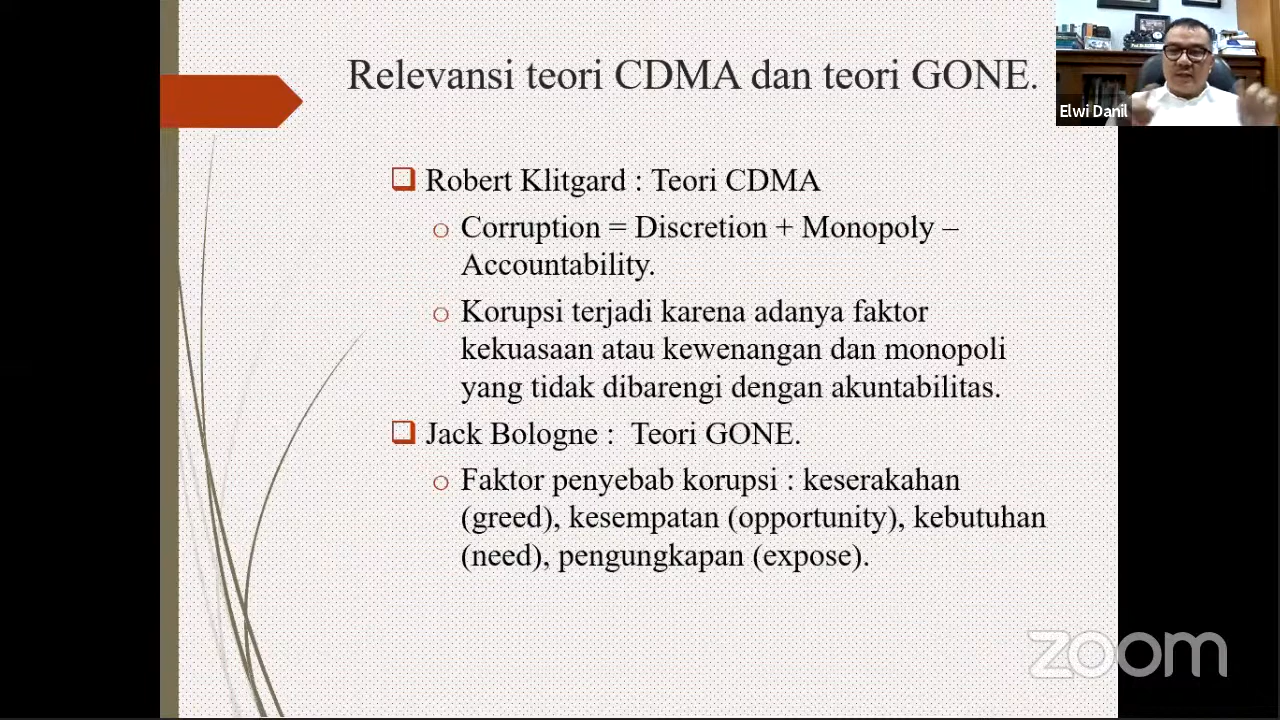 Relevansi teori CDMA dan teori GONE.
Elwi Danil
Robert Klitgard : Teori CDMA
Corruption = Discretion + Monopoly –
Accountability.
Korupsi terjadi karena adanya faktor
kekuasaan atau kewenangan dan monopoli
yang tidak dibarengi dengan akuntabilitas.
Jack Bologne :  Teori GONE.
Faktor penyebab korupsi : keserakahan
(greed), kesempatan (opportunity), kebutuhan
(need), pengungkapan (expose).
zoom